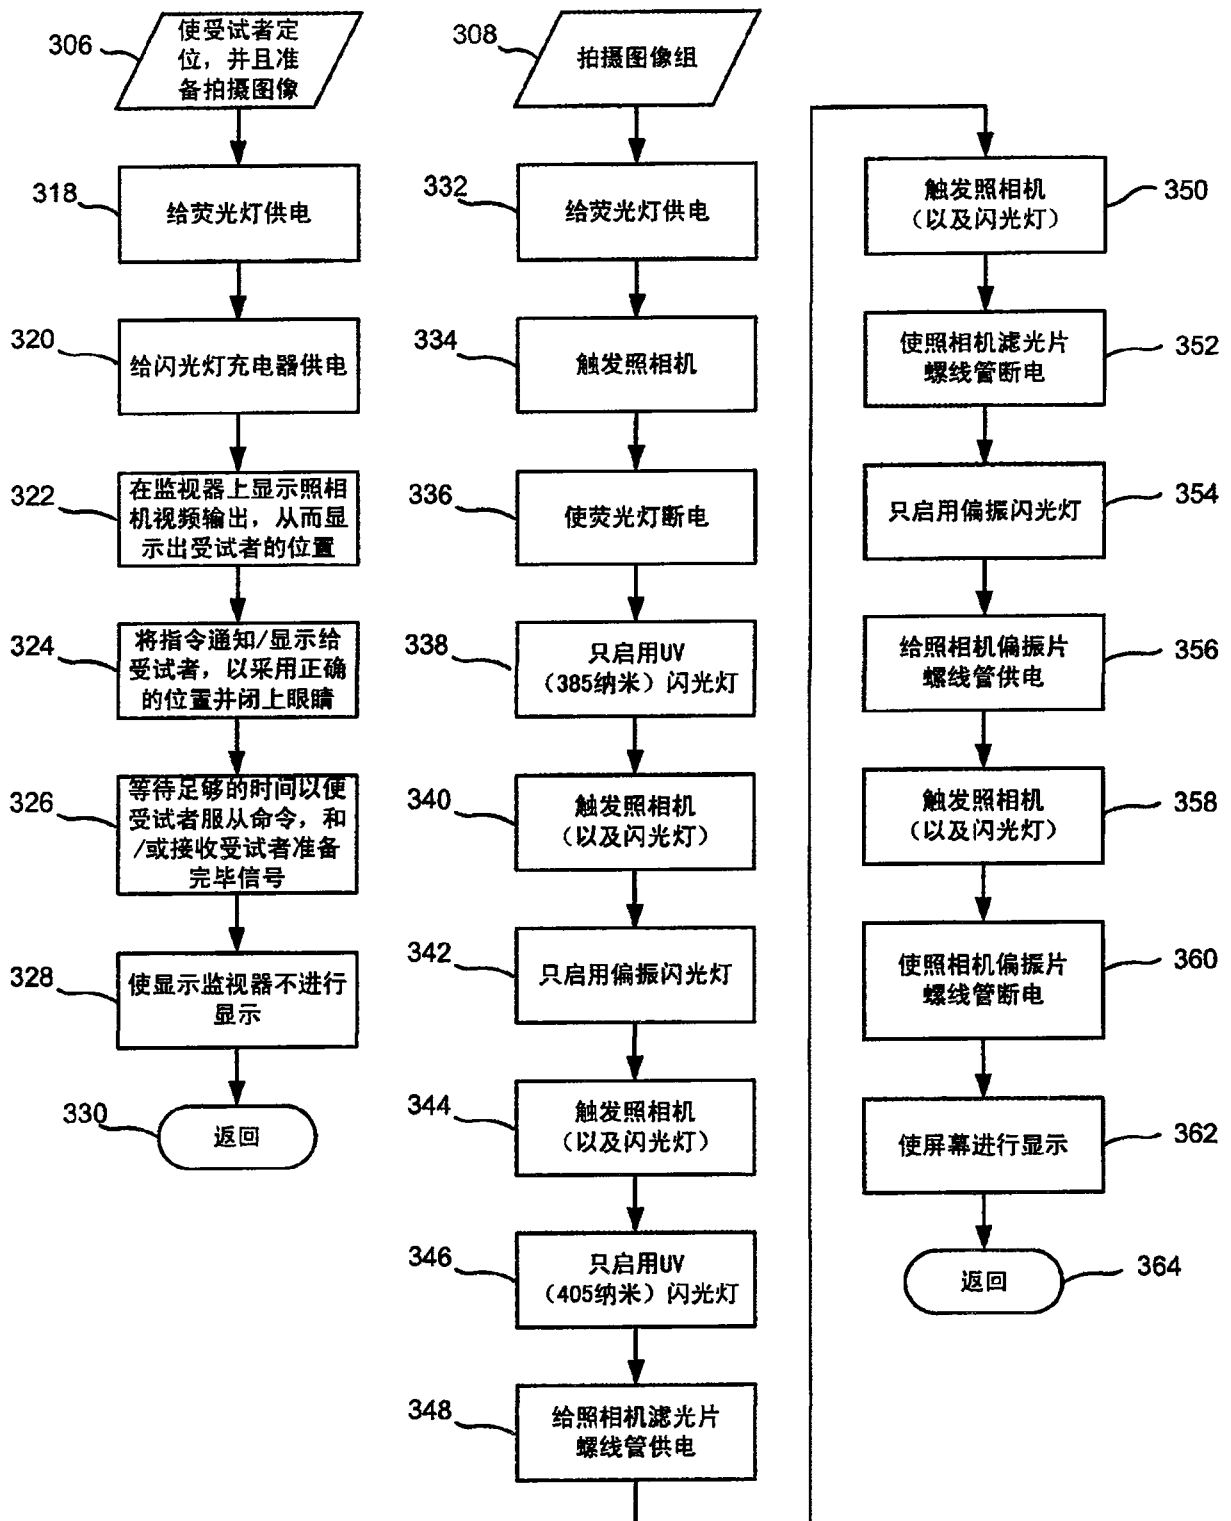 306
使受试者定
位，并且准
备拍摄图像
318
给荧光灯供电
320
给闪光灯充电器供电
322
在监视器上显示照相
机视频输出，从而显
示出受试者的位置
324
将指令通知/显示给
受试者，以采用正确
的位置并闭上眼睛
326
等待足够的时间以便
受试者服从命令，和
/或接收受试者准备
完毕信号
328
使显示监视器不进行
显示
330
返回
308
拍摄图像组
332
给荧光灯供电
334
触发照相机
336
使荧光灯断电
338
只启用UV
（385纳米）闪光灯
340
触发照相机
（以及闪光灯）
342
只启用偏振闪光灯
344
触发照相机
（以及闪光灯）
346
只启用UV
（405纳米）闪光灯
348
给照相机滤光片
螺线管供电
350
触发照相机
（以及闪光灯）
352
使照相机滤光片
螺线管断电
354
只启用偏振闪光灯
356
给照相机偏振片
螺线管供电
358
触发照相机
（以及闪光灯）
360
使照相机偏振片
螺线管断电
362
使屏幕进行显示
364
返回